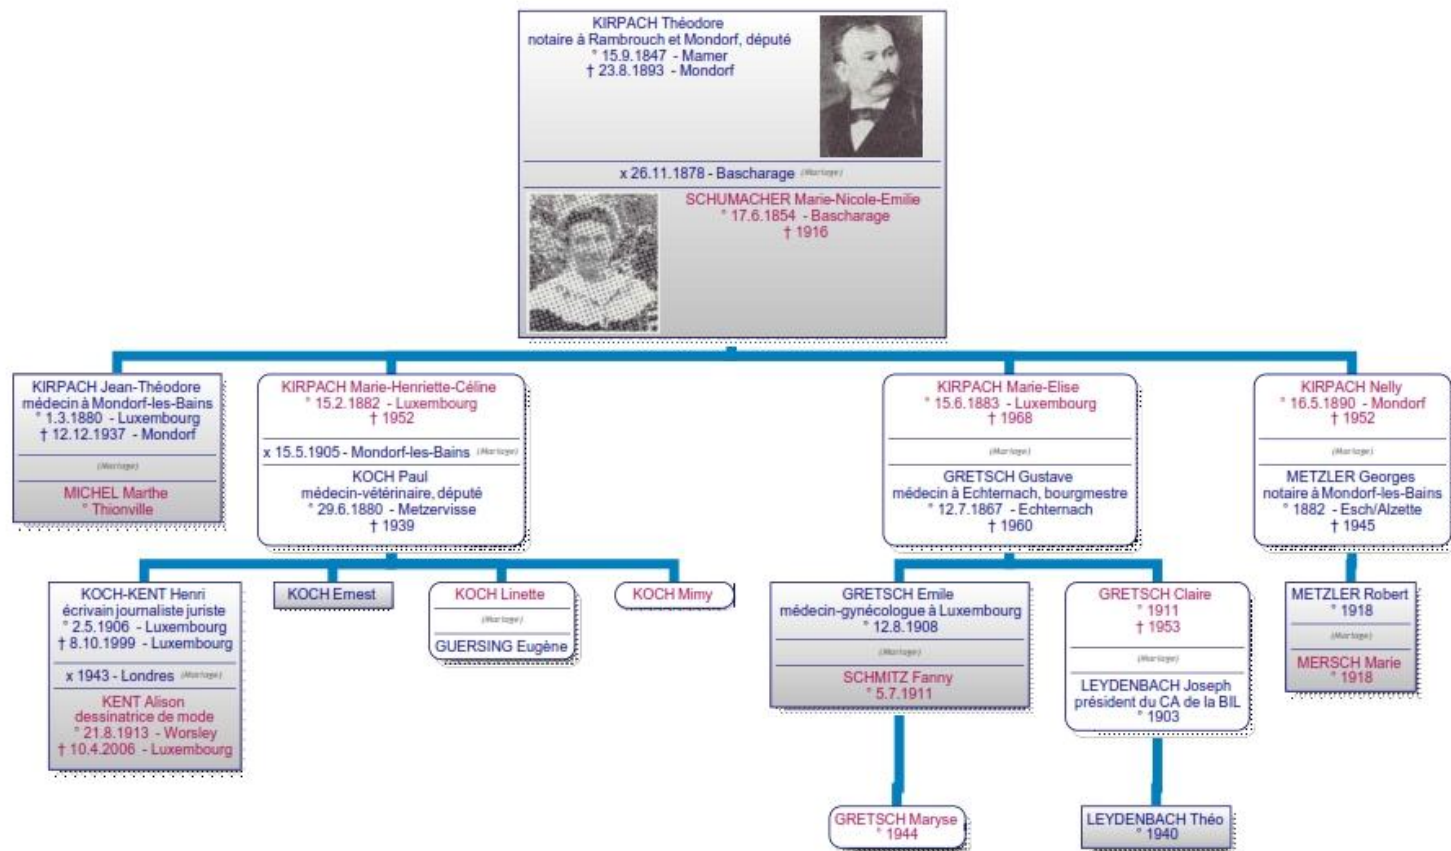 KIRPACH Théodore
notaire à Rambrouch et Mondorf, député
° 15.9.1847 - Mamer
† 23.8.1893 - Mondorf
x 26.11.1878 - Bascharage (Mariage)
SCHUMACHER Marie-Nicole-Emilie
° 17.6.1854 - Bascharage
† 1916
KIRPACH Jean-Théodore
médecin à Mondorf-les-Bains
° 1.3.1880 - Luxembourg
† 12.12.1937 - Mondorf
(Mariage)
MICHEL Marthe
° Thionville
KIRPACH Marie-Henriette-Céline
° 15.2.1882 - Luxembourg
† 1952
x 15.5.1905 - Mondorf-les-Bains (Mariage)
KOCH Paul
médecin-vétérinaire, député
° 29.6.1880 - Metzervisse
† 1939
KIRPACH Marie-Elise
° 15.6.1883 - Luxembourg
† 1968
(Mariage)
GRETSCH Gustave
médecin à Echternach, bourgmestre
° 12.7.1867 - Echternach
† 1960
KIRPACH Nelly
° 16.5.1890 - Mondorf
† 1952
(Mariage)
METZLER Georges
notaire à Mondorf-les-Bains
° 1882 - Esch/Alzette
† 1945
KOCH-KENT Henri
écrivain journaliste juriste
° 2.5.1906 - Luxembourg
† 8.10.1999 - Luxembourg
x 1943 - Londres (Mariage)
KENT Alison
dessinatrice de mode
° 21.8.1913 - Worsley
† 10.4.2006 - Luxembourg
KOCH Ernest
KOCH Linette
(Mariage)
GUERSING Eugène
KOCH Mimy
GRETSCH Emile
médecin-gynécologue à Luxembourg
° 12.8.1908
(Mariage)
SCHMITZ Fanny
° 5.7.1911
GRETSCH Claire
° 1911
† 1953
(Mariage)
LEYDENBACH Joseph
président du CA de la BIL
° 1903
METZLER Robert
° 1918
(Mariage)
MERSCH Marie
° 1918
GRETSCH Maryse
° 1944
LEYDENBACH Théo
° 1940